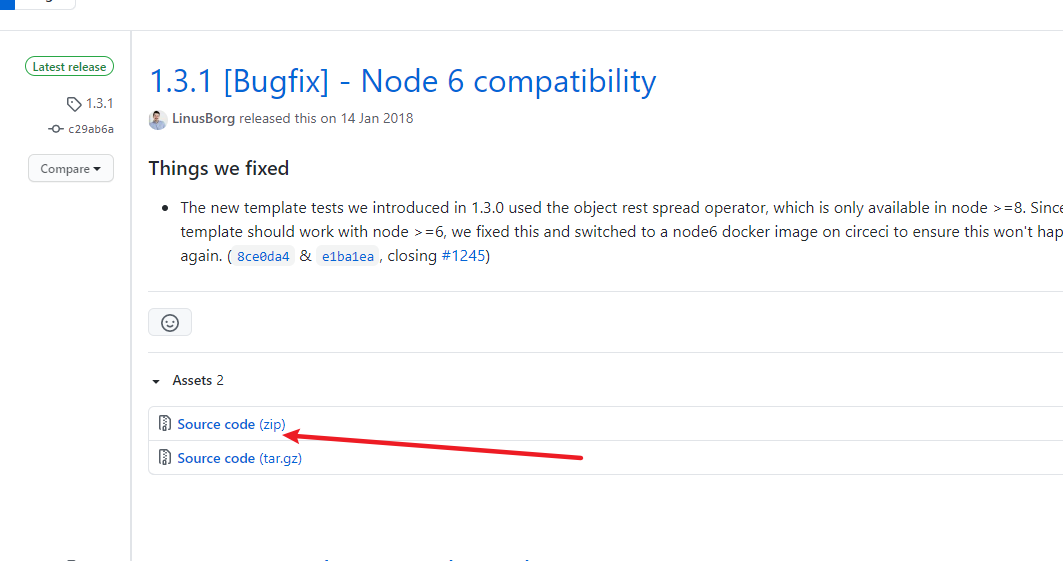 Latest release
1.3.1
c29ab6a
Compare
1.3.1 [Bugfix] - Node 6 compatibility
LinusBorg released this on 14 Jan 2018
Things we fixed
The new template tests we introduced in 1.3.0 used the object rest spread operator, which is only available in node >=8. Since
template should work with node >=6, we fixed this and switched to a node6 docker image on circeci to ensure this won't hap
again. ( 8ce0da4 & e1ba1ea , closing #1245)
Assets 2
Source code (zip)
Source code (tar.gz)